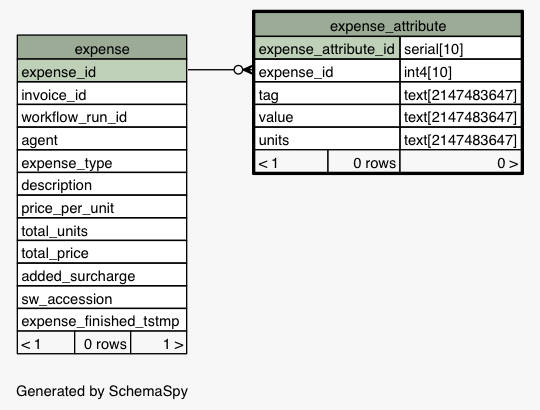 expense
expense_id
invoice_id
workflow_run_id
agent
expense_type
description
price_per_unit
total_units
total_price
added_surcharge
sw_accession
expense_finished_tstmp
< 1 0 rows 1 >
expense_attribute
expense_attribute_id serial[10]
expense_id int4[10]
tag text[2147483647]
value text[2147483647]
units text[2147483647]
< 1 0 rows 0 >
Generated by SchemaSpy